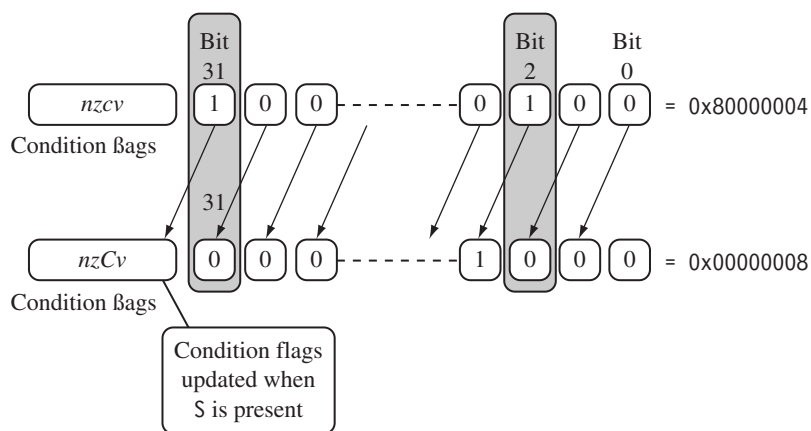 Bit Bit Bit
31 2 0
nzcv 1 0 0 0 1 0 0 = 0x80000004
Condition ßags
31
nzCv 0 0 0 1 0 0 0 = 0x00000008
Condition ßags
Condition flags
updated when
S is present